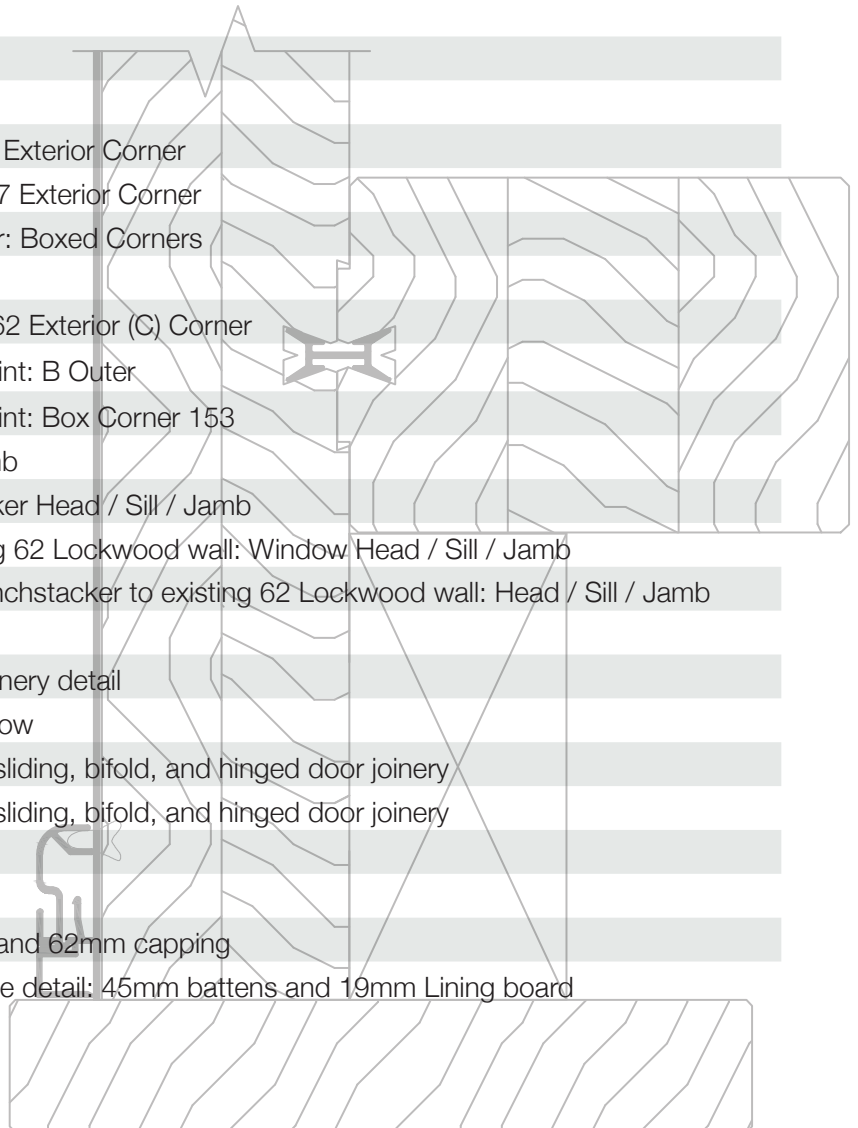 Exterior Corner
7 Exterior Corner
: Boxed Corners
62 Exterior (C) Corner
int: B Outer
int: Box Corner 153
b
ker Head / Sill / Jamb
g 62 Lockwood wall: Window Head / Sill / Jamb
nchstacker to existing 62 Lockwood wall: Head / Sill / Jamb
nery detail
ow
sliding, bifold, and hinged door joinery
sliding, bifold, and hinged door joinery
and 62mm capping
e detail: 45mm battens and 19mm Lining board